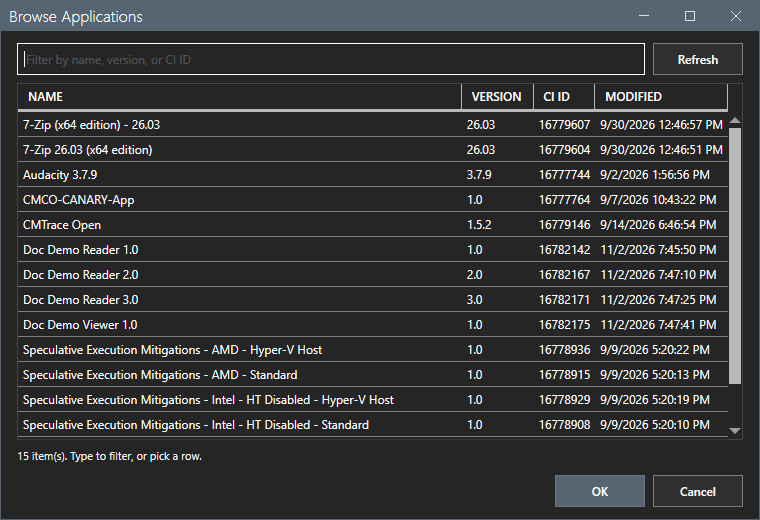 Browse Applications
Filter by name, version, or CI ID
Refresh
NAME VERSION CI ID MODIFIED
7-Zip (x64 edition) - 26.03 26.03 16779607 9/30/2026 12:46:57 PM
7-Zip 26.03 (x64 edition) 26.03 16779604 9/30/2026 12:46:51 PM
Audacity 3.7.9 3.7.9 16777744 9/2/2026 1:56:56 PM
CMCO-CANARY-App 1.0 16777764 9/7/2026 10:43:22 PM
CMTrace Open 1.5.2 16779146 9/14/2026 6:46:54 PM
Doc Demo Reader 1.0 1.0 16782142 11/2/2026 7:45:50 PM
Doc Demo Reader 2.0 2.0 16782167 11/2/2026 7:47:10 PM
Doc Demo Reader 3.0 3.0 16782171 11/2/2026 7:47:25 PM
Doc Demo Viewer 1.0 1.0 16782175 11/2/2026 7:47:41 PM
Speculative Execution Mitigations - AMD - Hyper-V Host 1.0 16778936 9/9/2026 5:20:22 PM
Speculative Execution Mitigations - AMD - Standard 1.0 16778915 9/9/2026 5:20:13 PM
Speculative Execution Mitigations - Intel - HT Disabled - Hyper-V Host 1.0 16778929 9/9/2026 5:20:19 PM
Speculative Execution Mitigations - Intel - HT Disabled - Standard 1.0 16778908 9/9/2026 5:20:10 PM
15 item(s). Type to filter, or pick a row.
OK Cancel